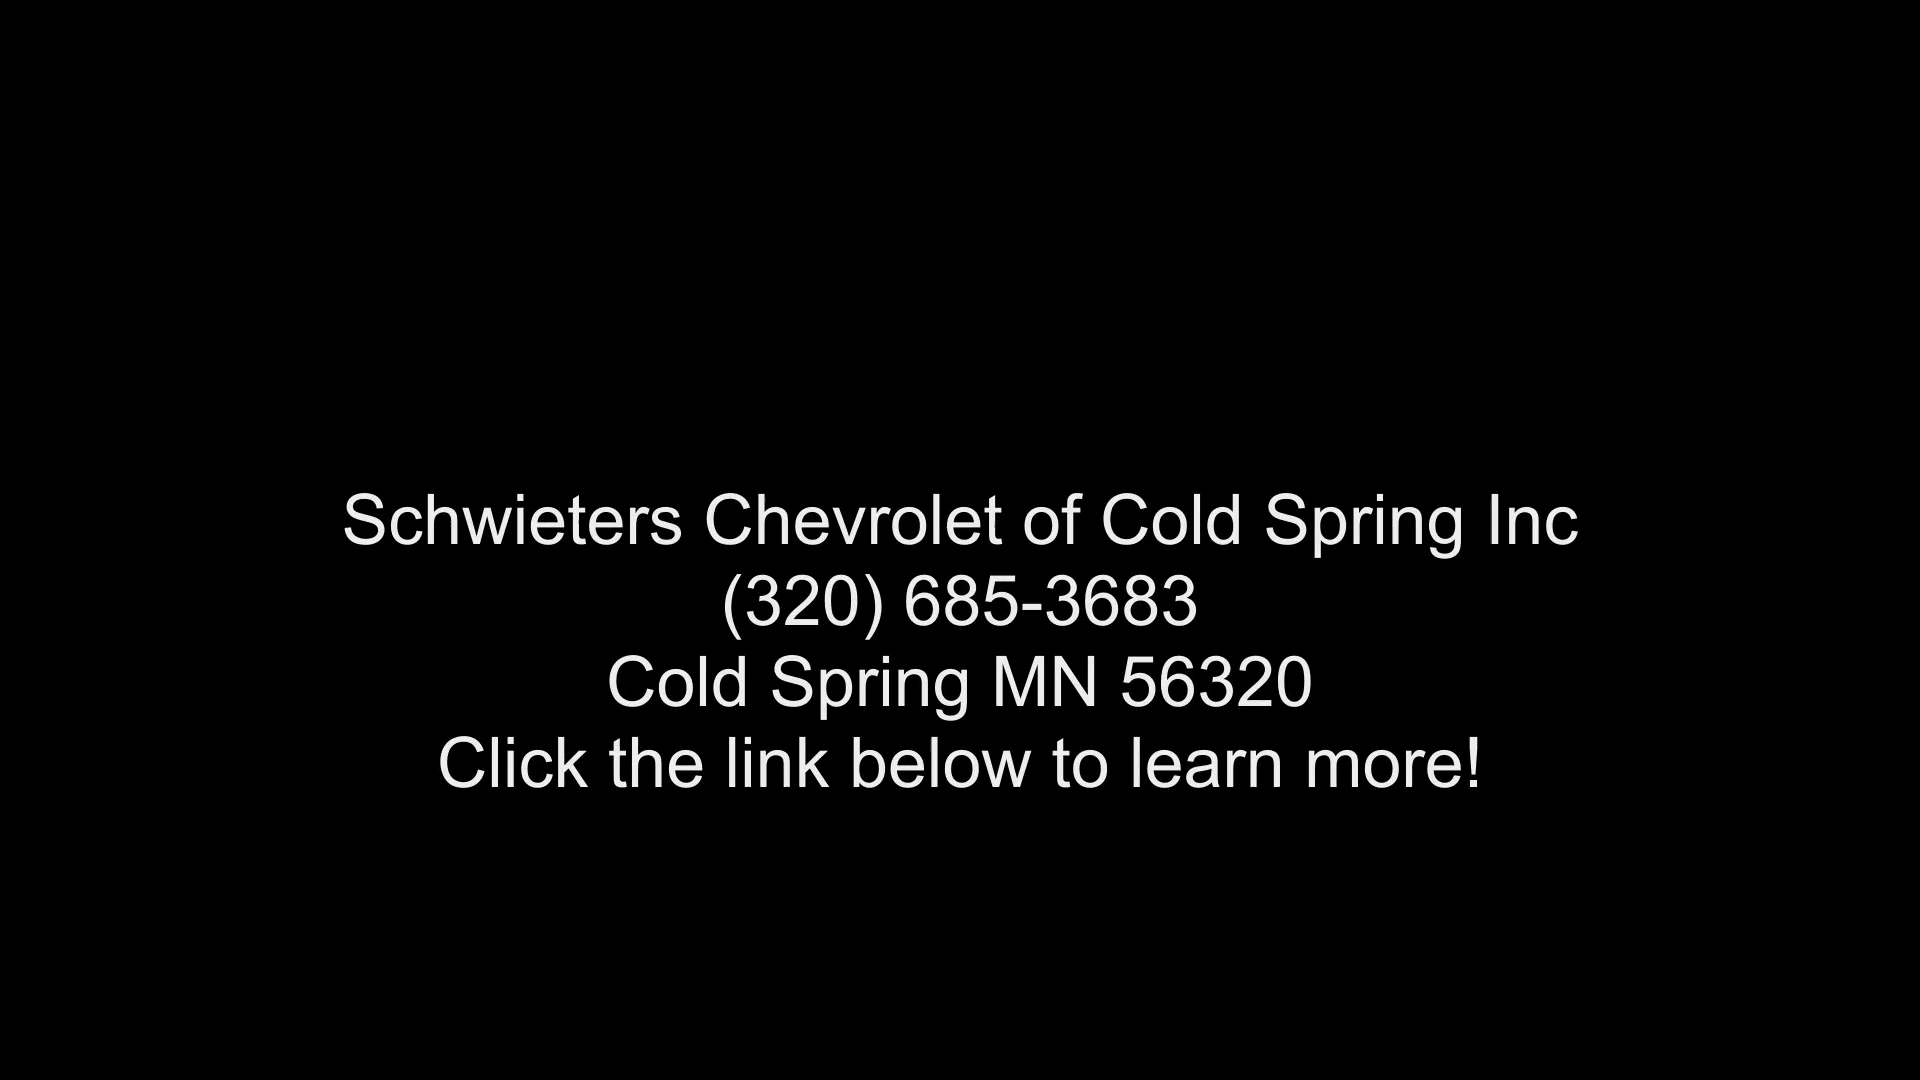 Schwieters Chevrolet of Cold Spring Inc
(320) 685-3683
Cold Spring MN 56320
Click the link below to learn more!